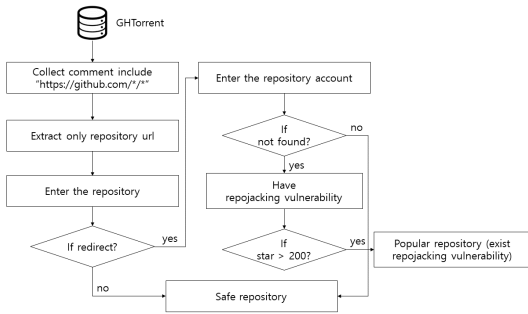 GHTorrent
Collect comment include
"https://github.com/*/*"
Extract only repository url
Enter the repository
If redirect?
yes
no
Enter the repository account
If
not found?
no
yes
Have
repojacking vulnerability
If
star > 200?
yes
Popular repository (exist
repojacking vulnerability)
Safe repository